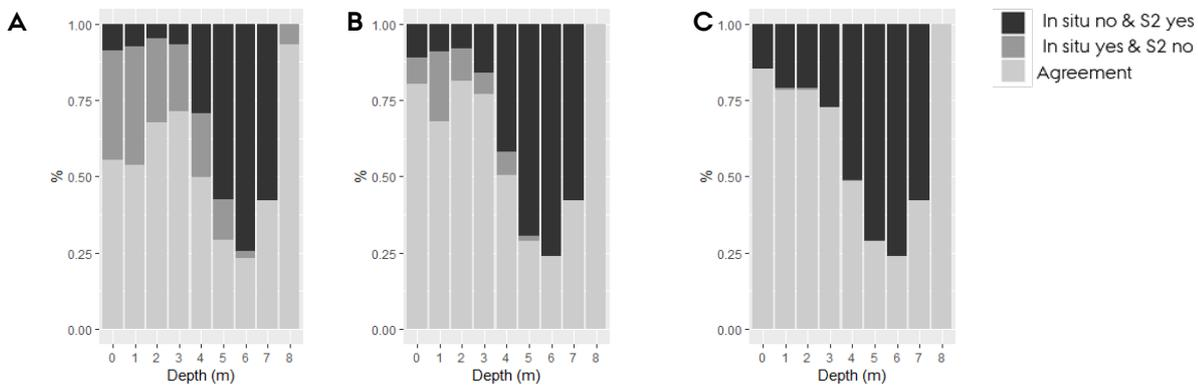 A
1.00
0.75
0.50
0.25
0.00
%
0 1 2 3 4 5 6 7 8
Depth (m)
B
1.00
0.75
0.50
0.25
0.00
%
0 1 2 3 4 5 6 7 8
Depth (m)
C
1.00
0.75
0.50
0.25
0.00
%
0 1 2 3 4 5 6 7 8
Depth (m)
In situ no & S2 yes
In situ yes & S2 no
Agreement